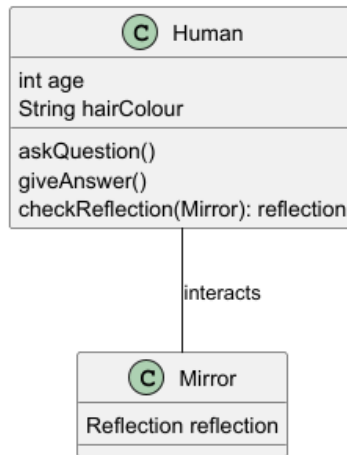 C Human
int age
String hairColour
askQuestion()
giveAnswer()
checkReflection(Mirror): reflection
interacts
C Mirror
Reflection reflection